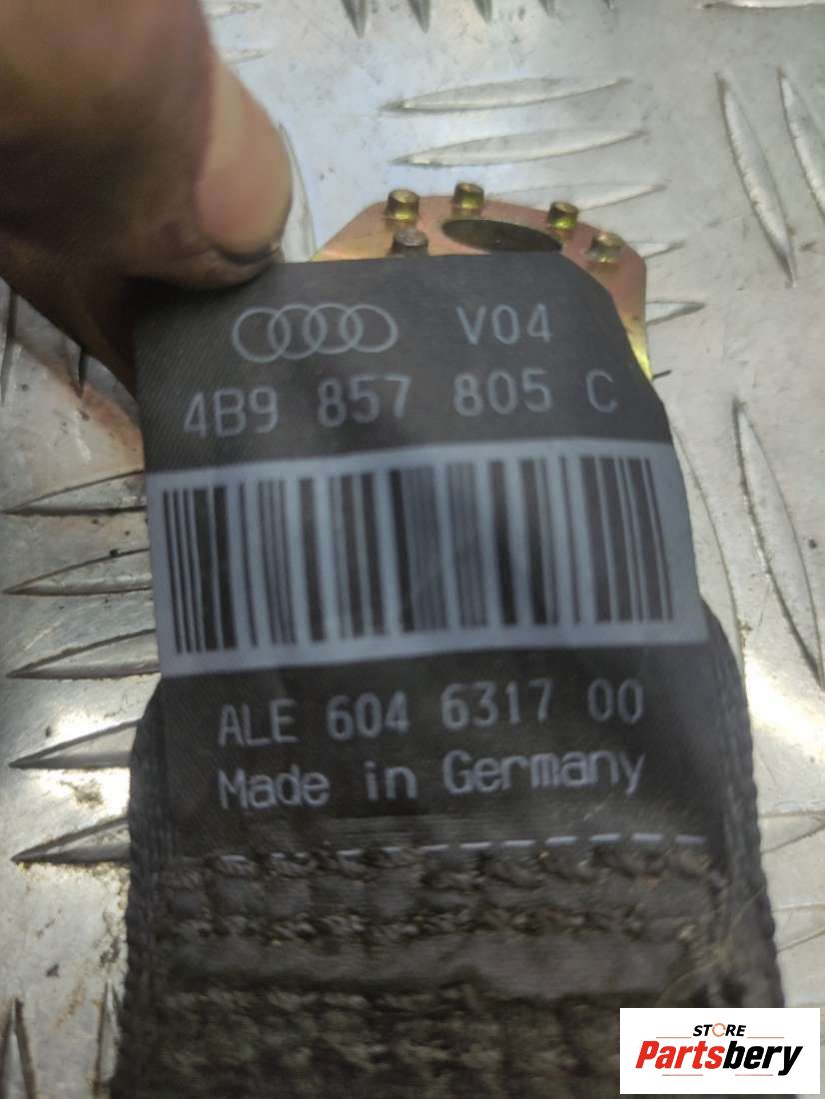 V04
4B9 857 805 C
ALE 604 6317 00
Made in Germany
STORE
Partsbery